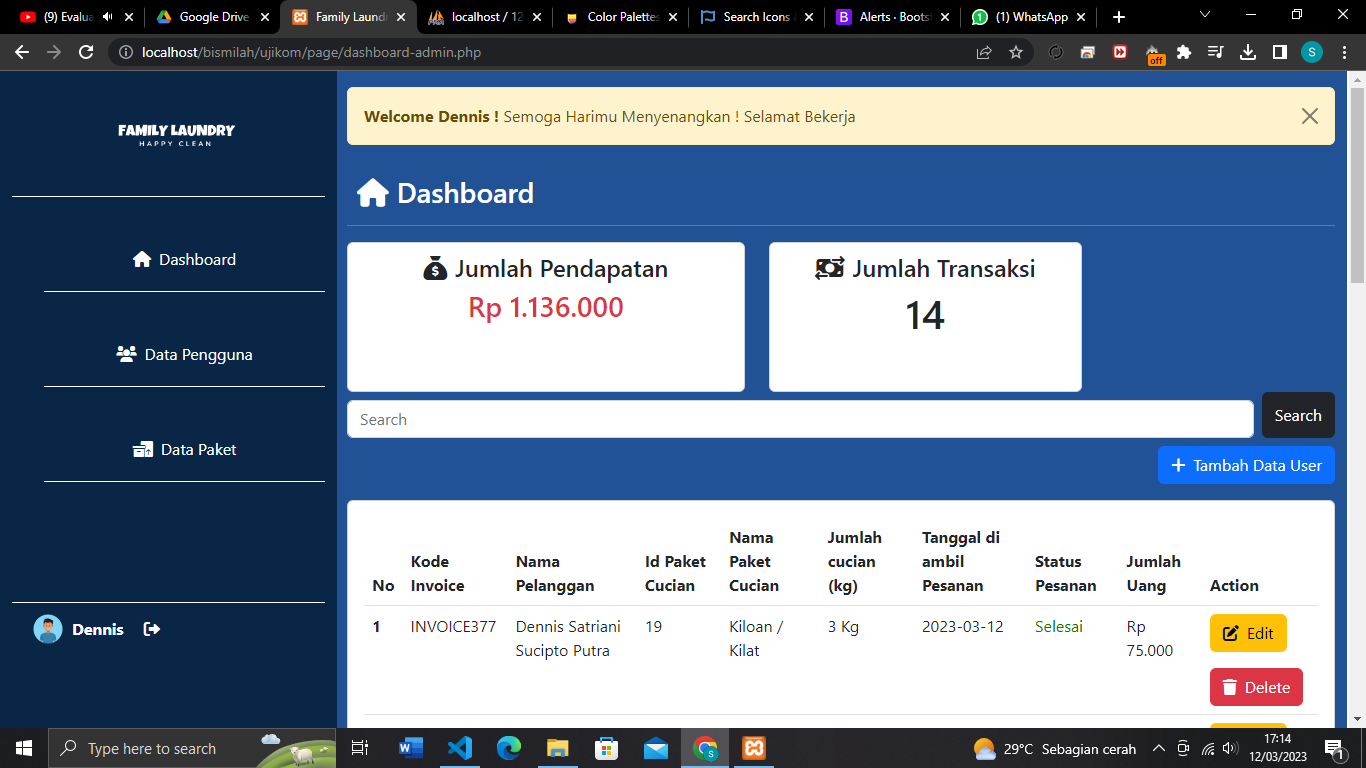 (9) Evalua
Google Drive
Family Laund
localhost / 12
Color Palettes
Search Icons
Alerts · Boots
(1) WhatsApp
localhost/bismilah/ujikom/page/dashboard-admin.php
off
S
FAMILY LAUNDRY
HAPPY CLEAN
Dashboard
Data Pengguna
Data Paket
Dennis
Welcome Dennis ! Semoga Harimu Menyenangkan ! Selamat Bekerja
Dashboard
Jumlah Pendapatan
Rp 1.136.000
Jumlah Transaksi
14
Search
Search
Tambah Data User
No Kode Invoice Nama Pelanggan Id Paket Cucian Nama Paket Cucian Jumlah cucian (kg) Tanggal di ambil Pesanan Status Pesanan Jumlah Uang Action
1 INVOICE377 Dennis Satriani Sucipto Putra 19 Kiloan / Kilat 3 Kg 2023-03-12 Selesai Rp 75.000 Edit
Delete
Type here to search
29°C Sebagian cerah
17:14
12/03/2023
1